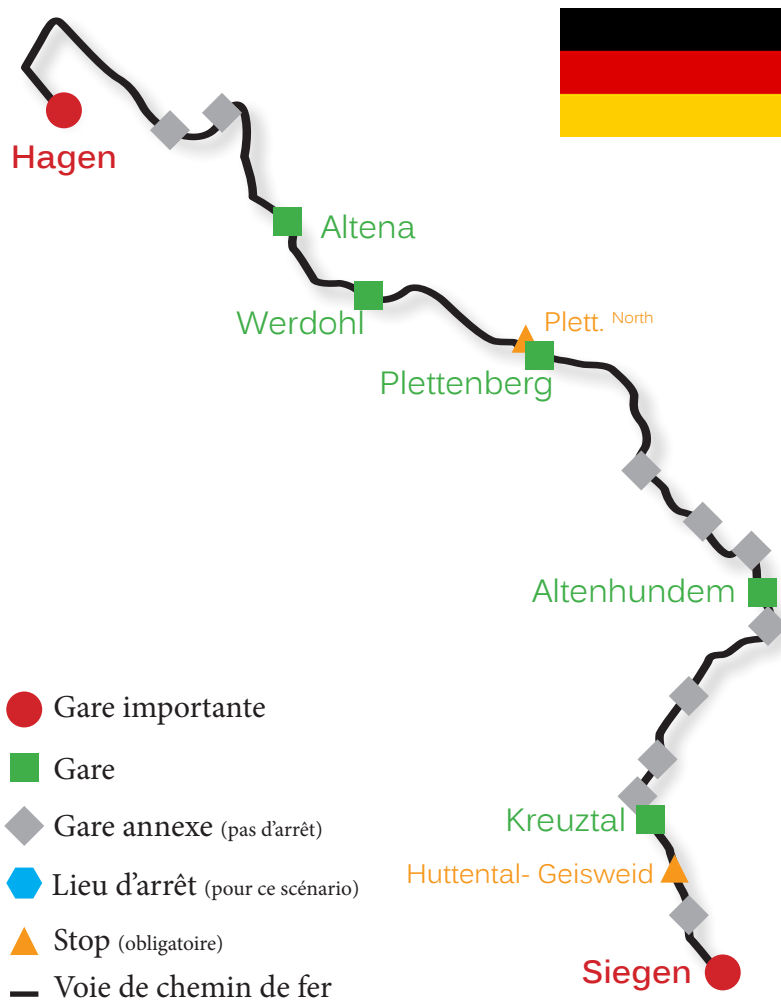 Hagen
Altena
Werdohl
Plett. North
Plettenberg
Altenhundem
Kreuztal
Huttental- Geisweid
Siegen
Gare importante
Gare
Gare annexe (pas d'arrêt)
Lieu d'arrêt (pour ce scénario)
Stop (obligatoire)
Voie de chemin de fer